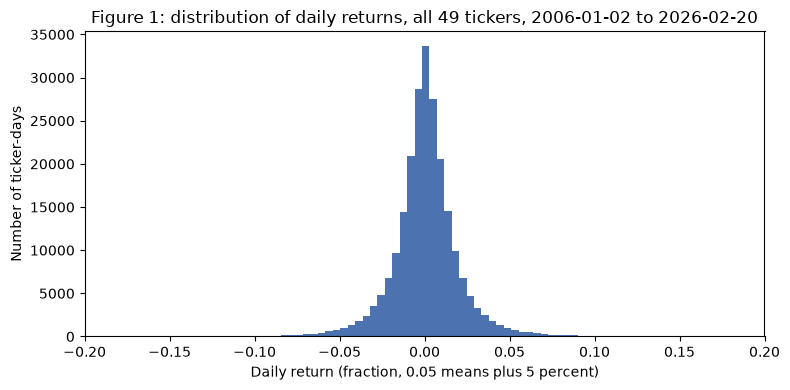 Figure 1: distribution of daily returns, all 49 tickers, 2006-01-02 to 2026-02-20
35000
30000
25000
20000
15000
10000
5000
0
Number of ticker-days
−0.20 −0.15 −0.10 −0.05 0.00 0.05 0.10 0.15 0.20
Daily return (fraction, 0.05 means plus 5 percent)